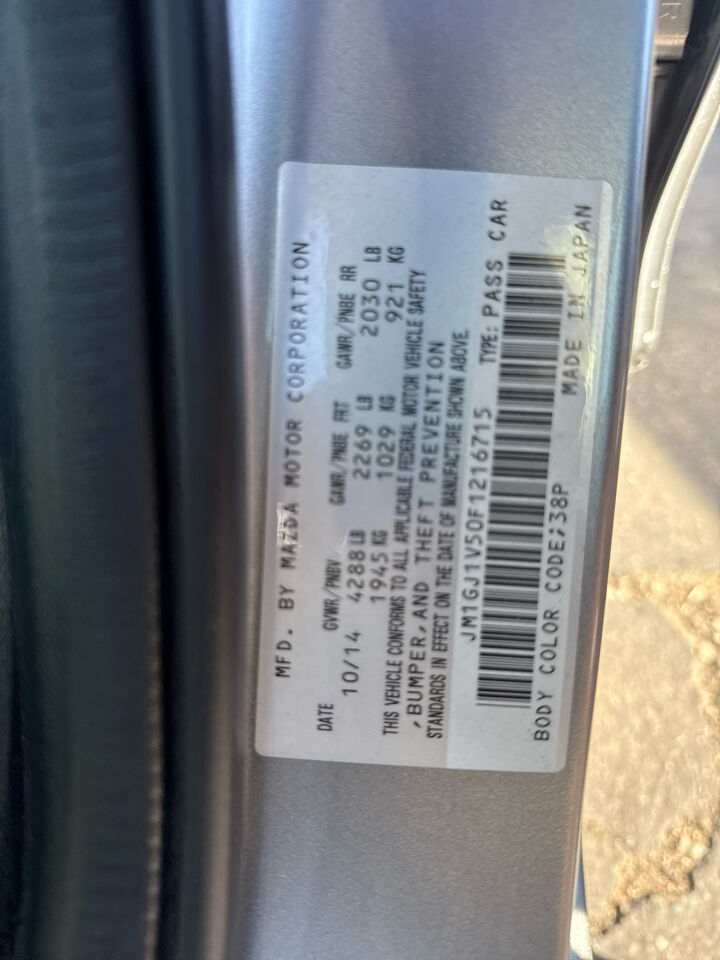 MFD. BY MAZDA MOTOR CORPORATION
DATE GVWR/PNBV GAWR/PNBE FRT GAWR/PNBE RR
10/14 4288 LB 2269 LB 2030 LB
1945 KG 1029 KG 921 KG
THIS VEHICLE CONFORMS TO ALL APPLICABLE FEDERAL MOTOR VEHICLE SAFETY
,BUMPER,AND THEFT PREVENTION
STANDARDS IN EFFECT ON THE DATE OF MANUFACTURE SHOWN ABOVE.
JM1GJ1V50F1216715 TYPE: PASS CAR
BODY COLOR CODE;38P MADE IN JAPAN